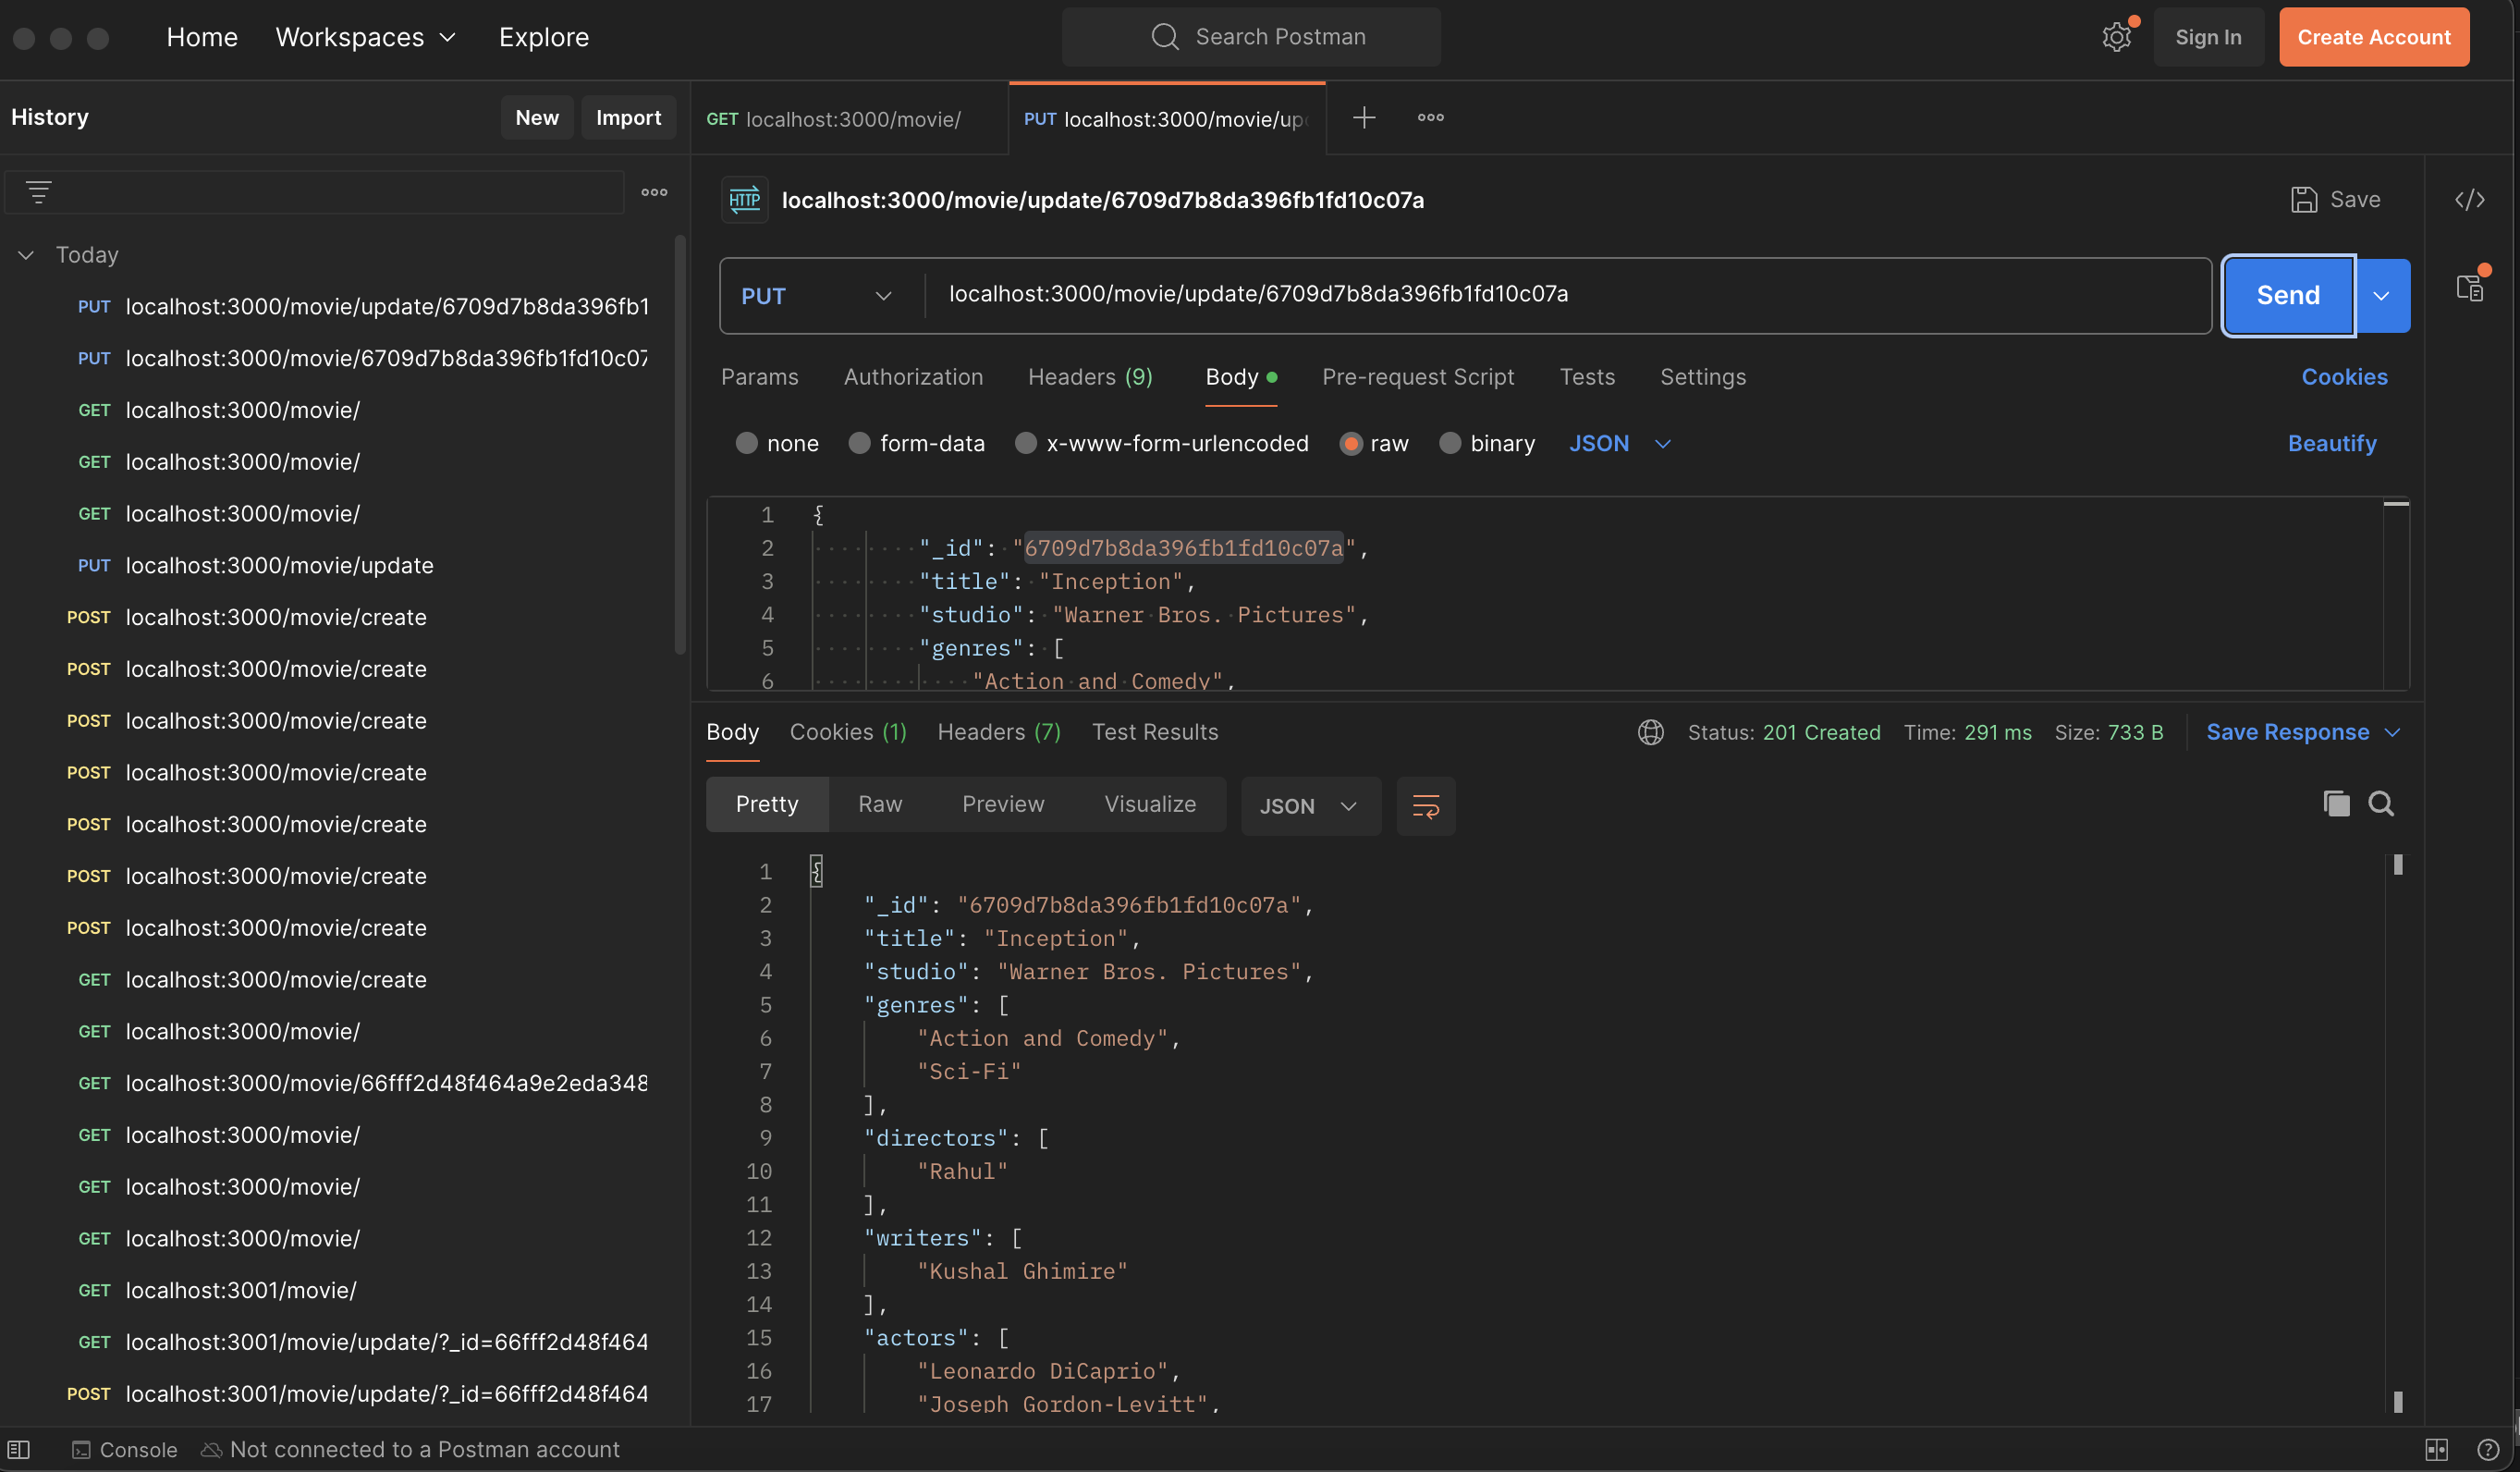 Home Workspaces Explore Search Postman Sign In Create Account
History New Import
GET localhost:3000/movie/ PUT localhost:3000/movie/up
Today
PUT localhost:3000/movie/update/6709d7b8da396fb1
PUT localhost:3000/movie/6709d7b8da396fb1fd10c07
GET localhost:3000/movie/
GET localhost:3000/movie/
GET localhost:3000/movie/
PUT localhost:3000/movie/update
POST localhost:3000/movie/create
POST localhost:3000/movie/create
POST localhost:3000/movie/create
POST localhost:3000/movie/create
POST localhost:3000/movie/create
POST localhost:3000/movie/create
POST localhost:3000/movie/create
GET localhost:3000/movie/create
GET localhost:3000/movie/
GET localhost:3000/movie/66fff2d48f464a9e2eda348
GET localhost:3000/movie/
GET localhost:3000/movie/
GET localhost:3000/movie/
GET localhost:3001/movie/
GET localhost:3001/movie/update/?_id=66fff2d48f464
POST localhost:3001/movie/update/?_id=66fff2d48f464
HTTP localhost:3000/movie/update/6709d7b8da396fb1fd10c07a Save
PUT localhost:3000/movie/update/6709d7b8da396fb1fd10c07a Send
Params Authorization Headers (9) Body Pre-request Script Tests Settings Cookies
none form-data x-www-form-urlencoded raw binary JSON Beautify
1 {
2 "_id": "6709d7b8da396fb1fd10c07a",
3 "title": "Inception",
4 "studio": "Warner Bros. Pictures",
5 "genres": [
6 "Action and Comedy",
Body Cookies (1) Headers (7) Test Results Status: 201 Created Time: 291 ms Size: 733 B Save Response
Pretty Raw Preview Visualize JSON
1 {
2 "_id": "6709d7b8da396fb1fd10c07a",
3 "title": "Inception",
4 "studio": "Warner Bros. Pictures",
5 "genres": [
6 "Action and Comedy",
7 "Sci-Fi"
8 ],
9 "directors": [
10 "Rahul"
11 ],
12 "writers": [
13 "Kushal Ghimire"
14 ],
15 "actors": [
16 "Leonardo DiCaprio",
17 "Joseph Gordon-Levitt",
Console Not connected to a Postman account